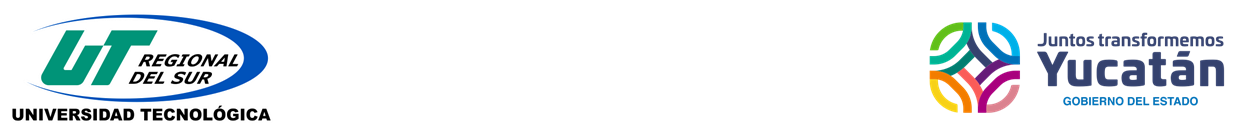 UT REGIONAL
DEL SUR
UNIVERSIDAD TECNOLÓGICA
Juntos transformemos
Yucatán
GOBIERNO DEL ESTADO